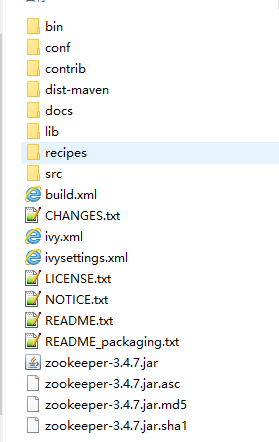 bin
conf
contrib
dist-maven
docs
lib
recipes
src
build.xml
CHANGES.txt
ivy.xml
ivysettings.xml
LICENSE.txt
NOTICE.txt
README.txt
README_packaging.txt
zookeeper-3.4.7.jar
zookeeper-3.4.7.jar.asc
zookeeper-3.4.7.jar.md5
zookeeper-3.4.7.jar.sha1